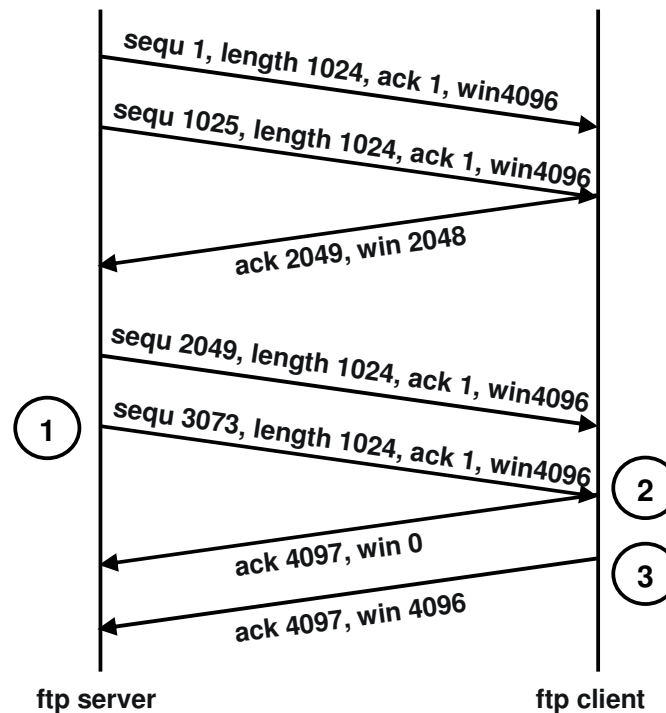 sequ 1, length 1024, ack 1, win4096
sequ 1025, length 1024, ack 1, win4096
ack 2049, win 2048
sequ 2049, length 1024, ack 1, win4096
1
sequ 3073, length 1024, ack 1, win4096
2
ack 4097, win 0
3
ack 4097, win 4096
ftp server
ftp client